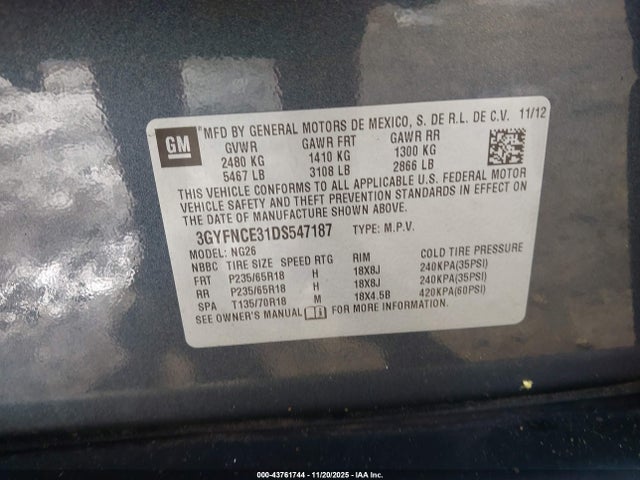 GM
MFD BY GENERAL MOTORS DE MEXICO, S. DE R.L. DE C.V. 11/12
GVWR GAWR FRT GAWR RR
2480 KG 1410 KG 1300 KG
5467 LB 3108 LB 2866 LB
THIS VEHICLE CONFORMS TO ALL APPLICABLE U.S. FEDERAL MOTOR
VEHICLE SAFETY AND THEFT PREVENTION STANDARDS IN EFFECT ON
THE DATE OF MANUFACTURE SHOWN ABOVE.
3GYFNCE31DS547187 TYPE: M.P.V.
MODEL: NG26
NBBC TIRE SIZE SPEED RTG RIM COLD TIRE PRESSURE
FRT P235/65R18 H 18X8J 240KPA(35PSI)
RR P235/65R18 H 18X8J 240KPA(35PSI)
SPA T135/70R18 M 18X4.5B 420KPA(60PSI)
SEE OWNER'S MANUAL FOR MORE INFORMATION.
000-43761744 - 11/20/2025 - IAA Inc.